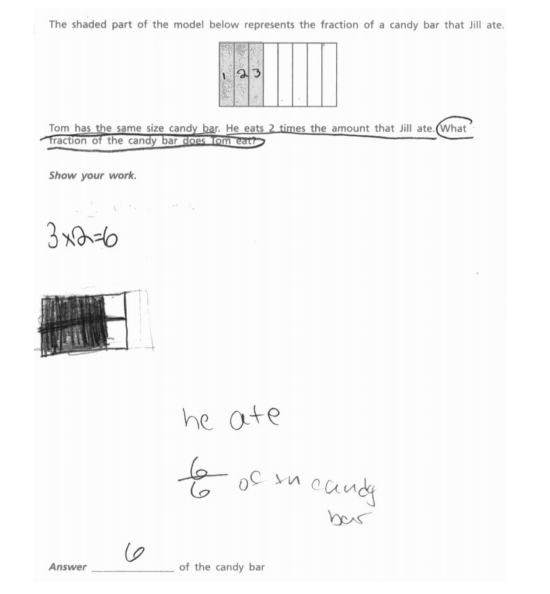 The shaded part of the model below represents the fraction of a candy bar that Jill ate.
1 2 3
Tom has the same size candy bar. He eats 2 times the amount that Jill ate. What
fraction of the candy bar does Tom eat?
Show your work.
3x2=6
he ate
6/6 of candy
bar
Answer 6 of the candy bar